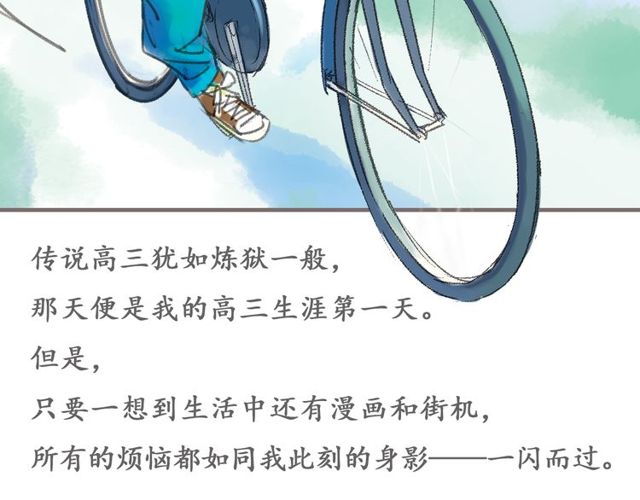 传说高三犹如炼狱一般，
那天便是我的高三生涯第一天。
但是，
只要一想到生活中还有漫画和街机，
所有的烦恼都如同我此刻的身影——一闪而过。